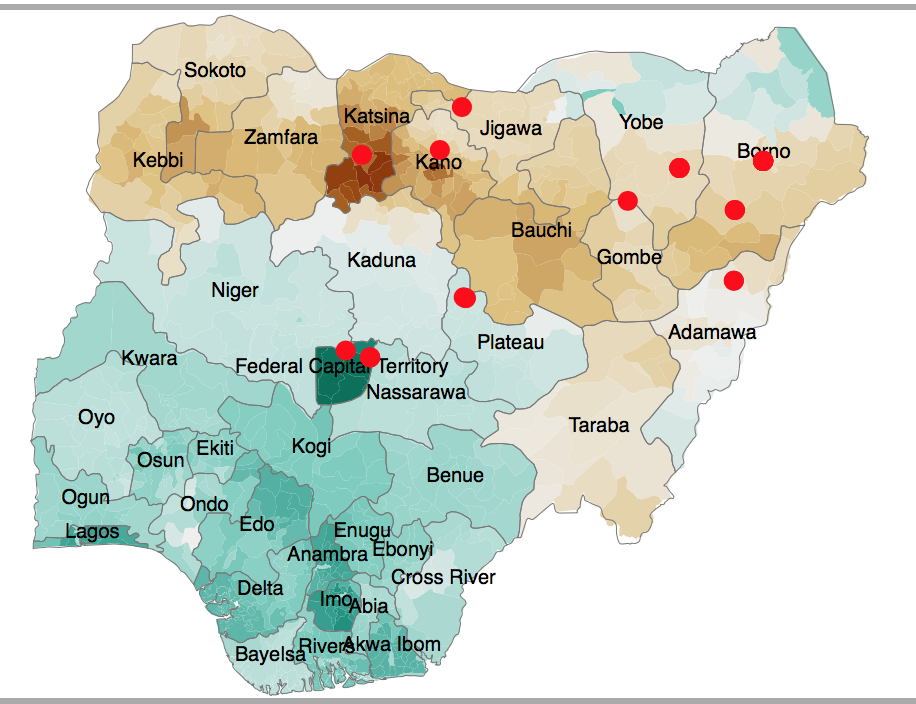 Sokoto
Katsina
Jigawa
Yobe
Zamfara
Kebbi
Kano
Borno
Bauchi
Gombe
Kaduna
Niger
Adamawa
Plateau
Kwara
Federal Capital Territory
Nassarawa
Oyo
Taraba
Kogi
Ekiti
Osun
Benue
Ogun
Ondo
Edo
Lagos
Enugu
Ebonyi
Anambra
Cross River
Delta
Imo
Abia
Rivers
Akwa Ibom
Bayelsa